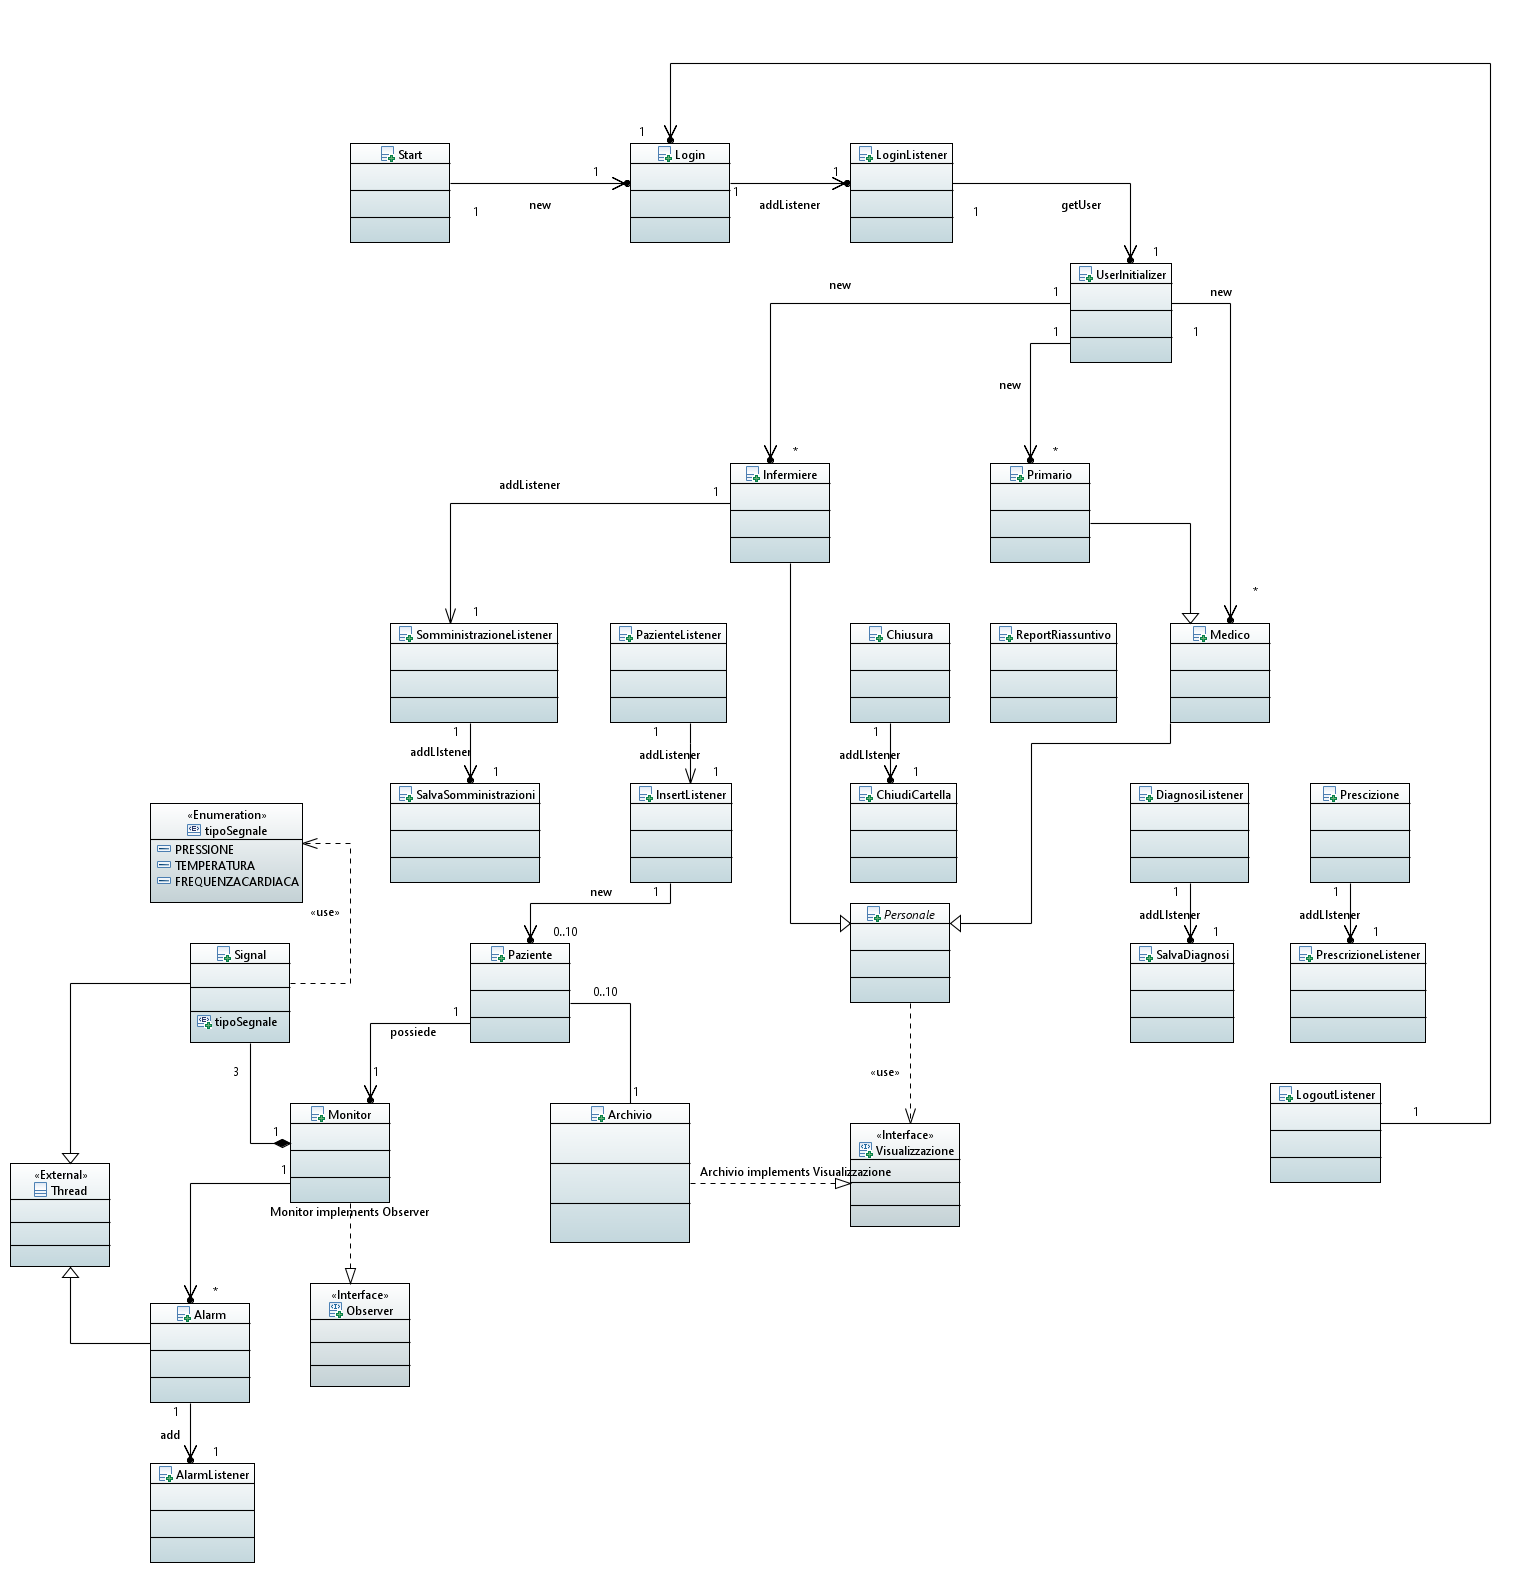 1
Start
Login
LoginListener
1
1
1
1
new
addListener
1
getUser
1
UserInitializer
new
1
new
1
1
new
*
*
Infermiere
Primario
addListener
1
*
1
SomministrazioneListener
PazienteListener
Chiusura
ReportRiassuntivo
Medico
1
1
1
addLIstener
addListener
addLIstener
1
1
1
SalvaSomministrazioni
InsertListener
ChiudiCartella
DiagnosiListener
Prescizione
«Enumeration»
tipoSegnale
PRESSIONE
TEMPERATURA
FREQUENZACARDIACA
new
1
1
1
«use»
Personale
addLIstener
addLIstener
0..10
1
1
Signal
Paziente
SalvaDiagnosi
PrescrizioneListener
0..10
tipoSegnale
1
possiede
3
1
«use»
1
Monitor
Archivio
LogoutListener
1
1
«Interface»
Visualizzazione
1
Archivio implements Visualizzazione
«External»
Thread
Monitor implements Observer
*
«Interface»
Observer
Alarm
1
add
1
AlarmListener